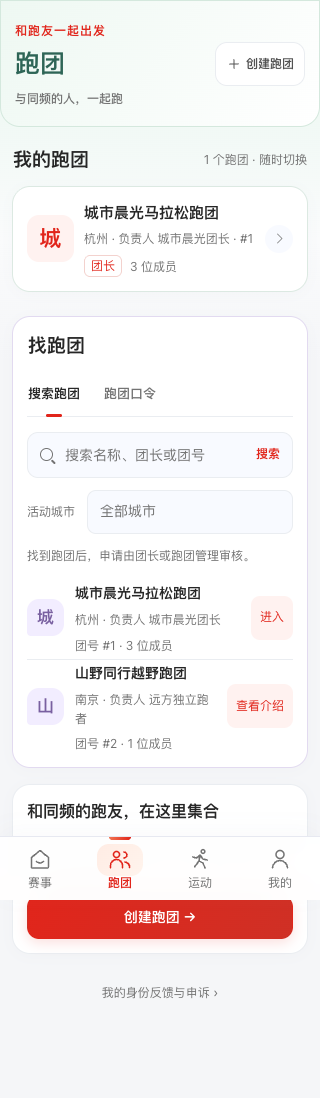 和跑友一起出发
跑团
+ 创建跑团
与同频的人，一起跑
我的跑团
1 个跑团 · 随时切换
城
城市晨光马拉松跑团
杭州 · 负责人 城市晨光团长 · #1
团长
3 位成员
找跑团
搜索跑团
跑团口令
搜索名称、团长或团号
搜索
活动城市
全部城市
找到跑团后，申请由团长或跑团管理审核。
城
城市晨光马拉松跑团
杭州 · 负责人 城市晨光团长
团号 #1 · 3 位成员
进入
山
山野同行越野跑团
南京 · 负责人 远方独立跑
者
团号 #2 · 1 位成员
查看介绍
和同频的跑友，在这里集合
赛事
跑团
运动
我的
创建跑团 →
我的身份反馈与申诉 ›